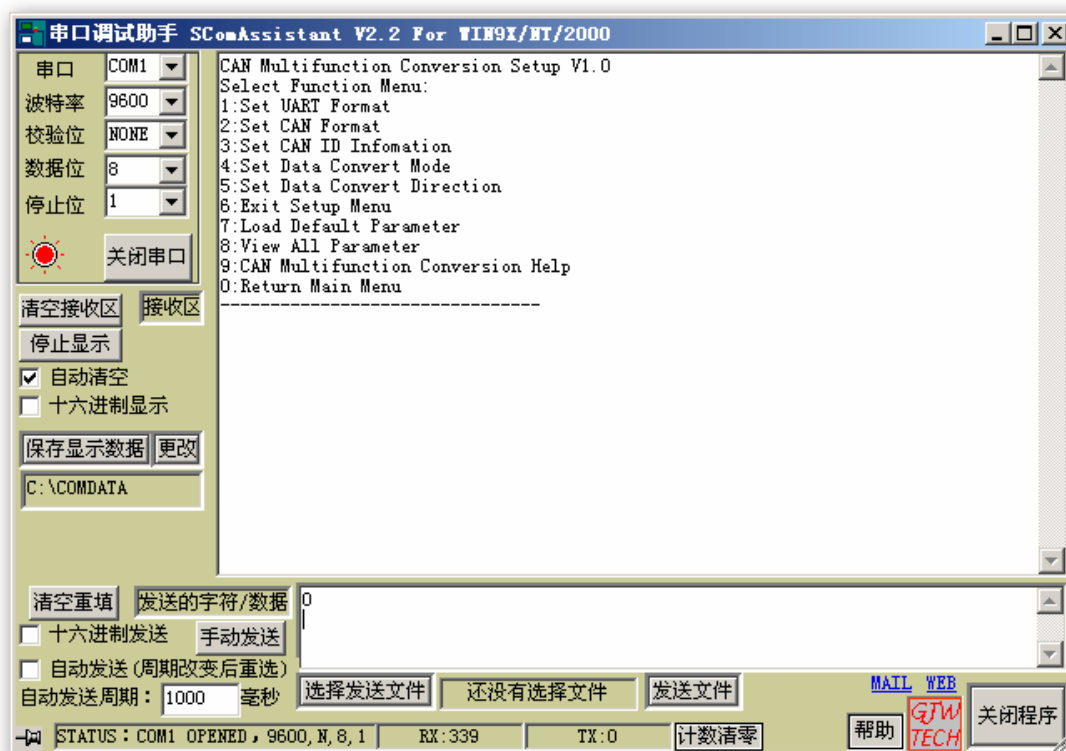 串口调试助手 SComAssistant V2.2 For WIN9X/NT/2000
串口 COM1
波特率 9600
校验位 NONE
数据位 8
停止位 1
关闭串口
清空接收区 接收区
停止显示
自动清空
十六进制显示
保存显示数据 更改
C:\COMDATA
CAN Multifunction Conversion Setup V1.0
Select Function Menu:
1:Set UART Format
2:Set CAN Format
3:Set CAN ID Infomation
4:Set Data Convert Mode
5:Set Data Convert Direction
6:Exit Setup Menu
7:Load Default Parameter
8:View All Parameter
9:CAN Multifunction Conversion Help
0:Return Main Menu
--------------------------------
清空重填 发送的字符/数据 0
十六进制发送 手动发送
自动发送(周期改变后重选)
自动发送周期: 1000 毫秒 选择发送文件 还没有选择文件 发送文件
MAIL WEB
STATUS:COM1 OPENED,9600,N,8,1 RX:339 TX:0 计数清零 帮助 GJW TECH 关闭程序